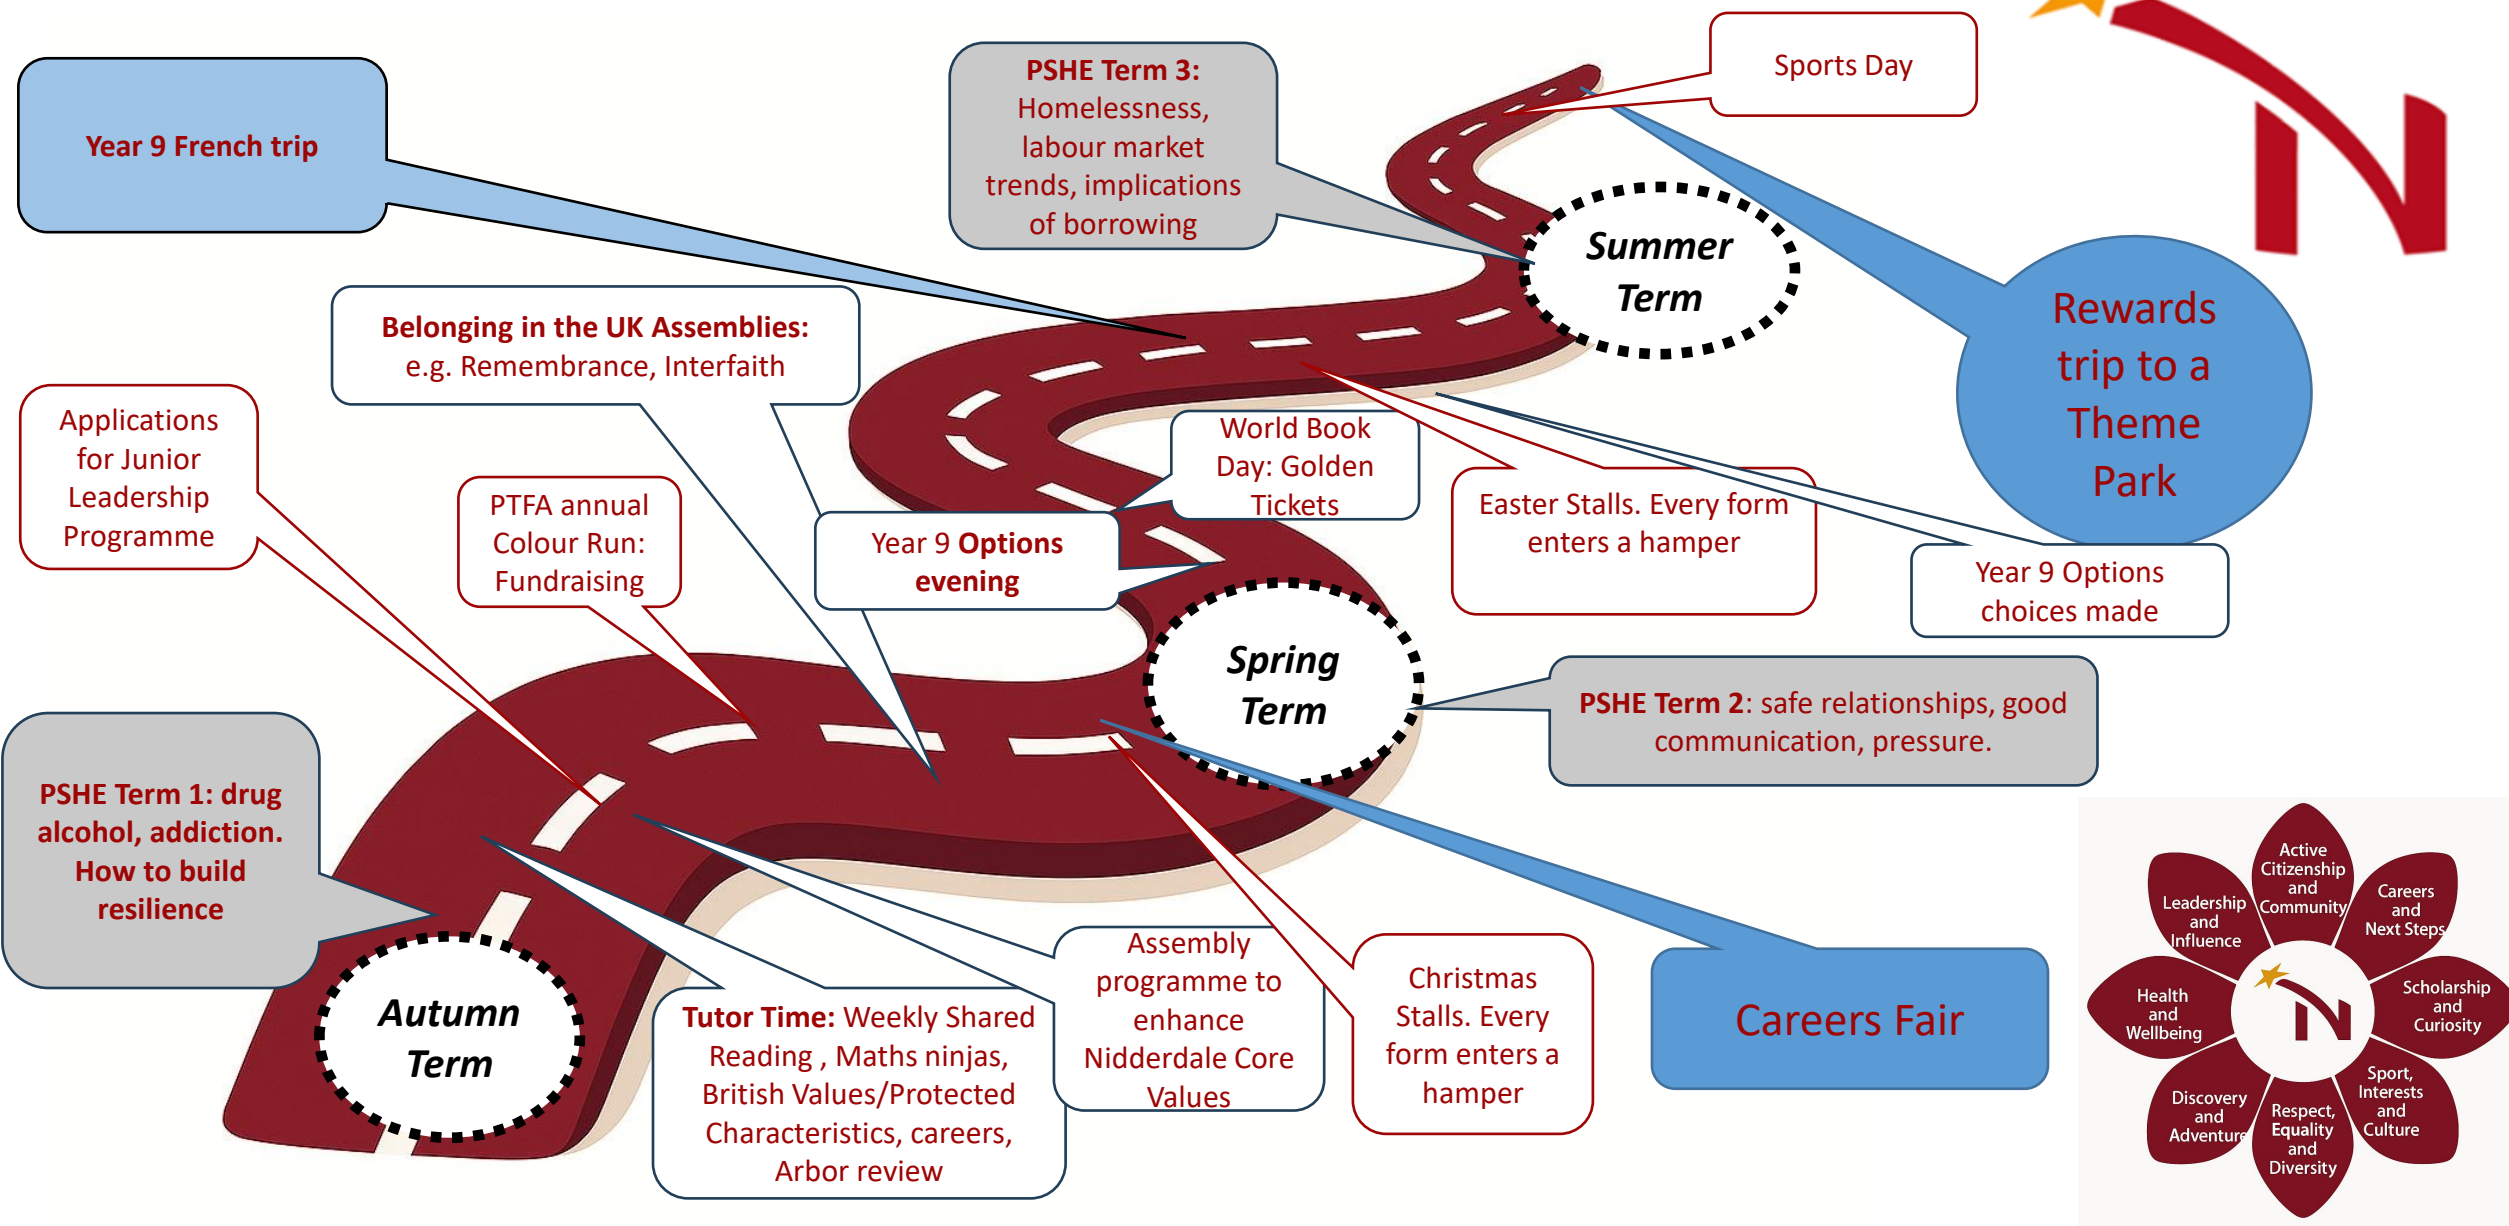 Year 9 French trip
PSHE Term 3:
Homelessness,
labour market
trends, implications
of borrowing
Sports Day
Summer
Term
Rewards
trip to a
Theme
Park
Belonging in the UK Assemblies:
e.g. Remembrance, Interfaith
Applications
for Junior
Leadership
Programme
PTFA annual
Colour Run:
Fundraising
Year 9 Options
evening
World Book
Day: Golden
Tickets
Easter Stalls. Every form
enters a hamper
Year 9 Options
choices made
Spring
Term
PSHE Term 2: safe relationships, good
communication, pressure.
PSHE Term 1: drug
alcohol, addiction.
How to build
resilience
Autumn
Term
Tutor Time: Weekly Shared
Reading , Maths ninjas,
British Values/Protected
Characteristics, careers,
Arbor review
Assembly
programme to
enhance
Nidderdale Core
Values
Christmas
Stalls. Every
form enters a
hamper
Careers Fair
Active
Citizenship
and
Community
Careers
and
Next Steps
Scholarship
and
Curiosity
Sport,
Interests
and
Culture
Respect,
Equality
and
Diversity
Discovery
and
Adventure
Health
and
Wellbeing
Leadership
and
Influence
N
N